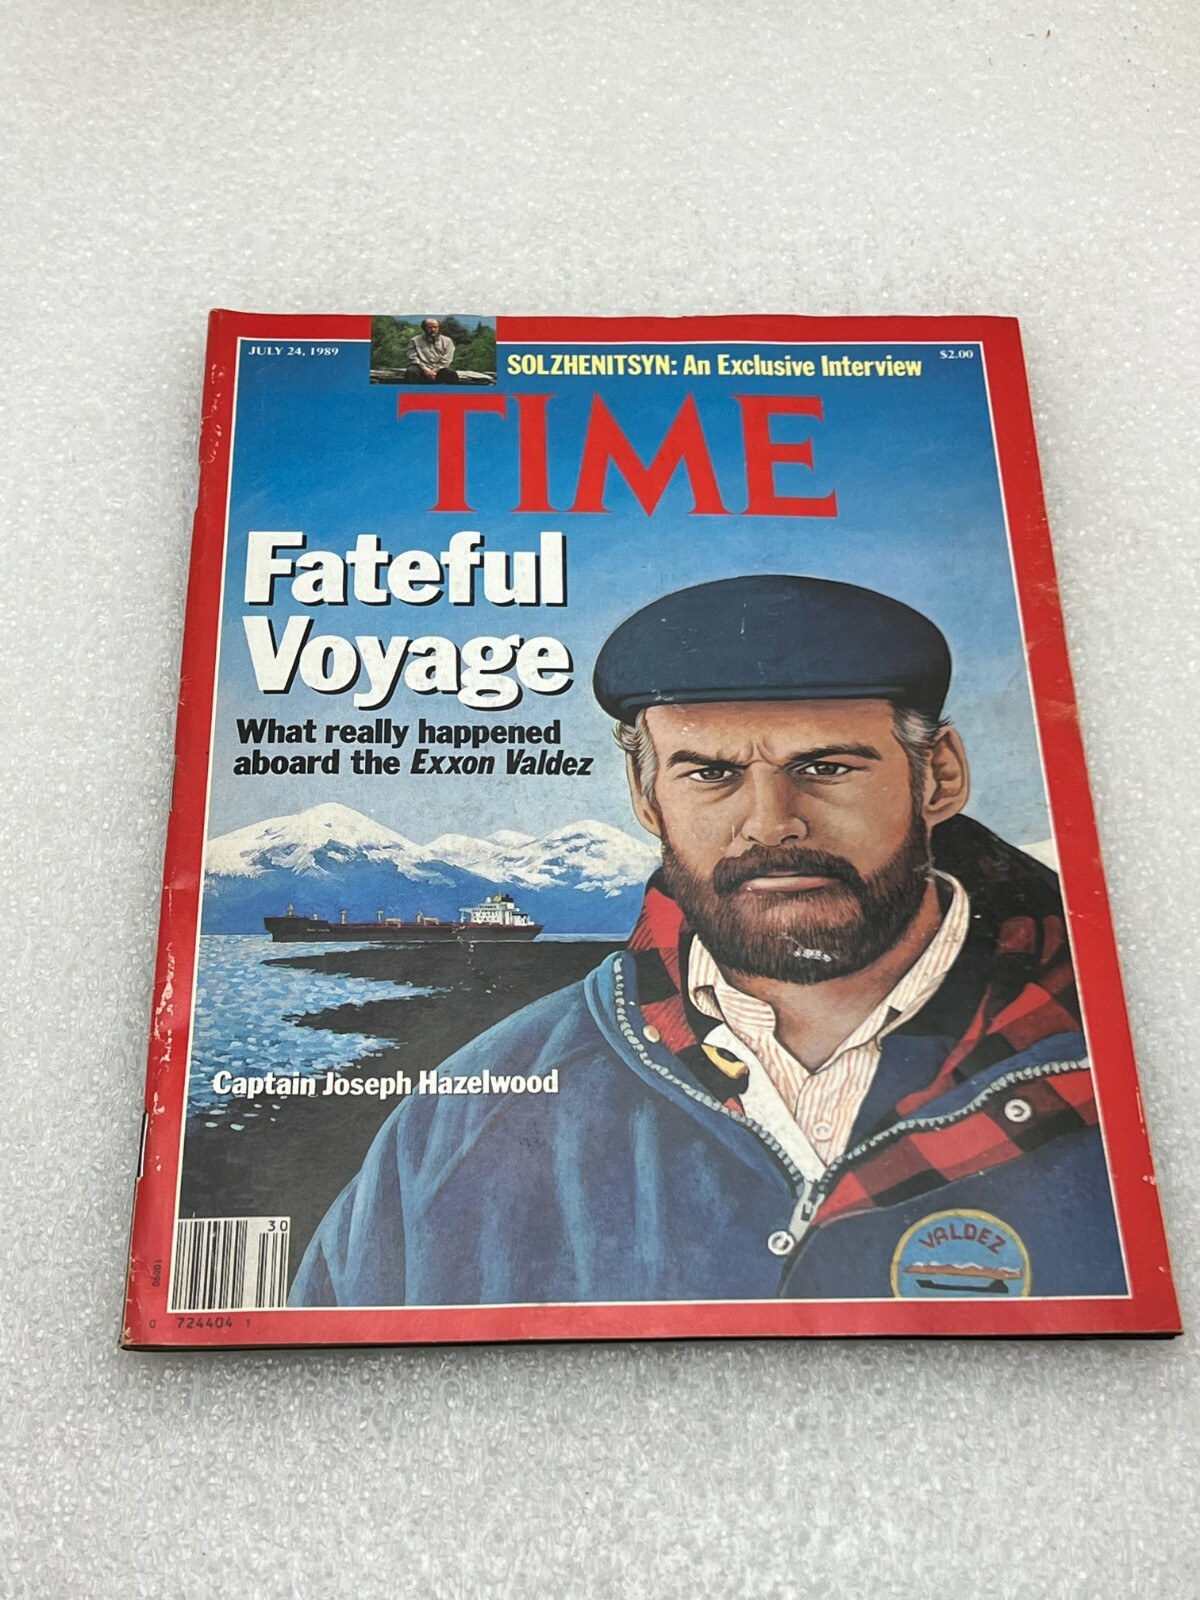 JULY 24, 1989
SOLZHENITSYN: An Exclusive Interview
$2.00
TIME
Fateful
Voyage
What really happened
aboard the Exxon Valdez
Captain Joseph Hazelwood
VALDEZ
30
10090
0 724404 1